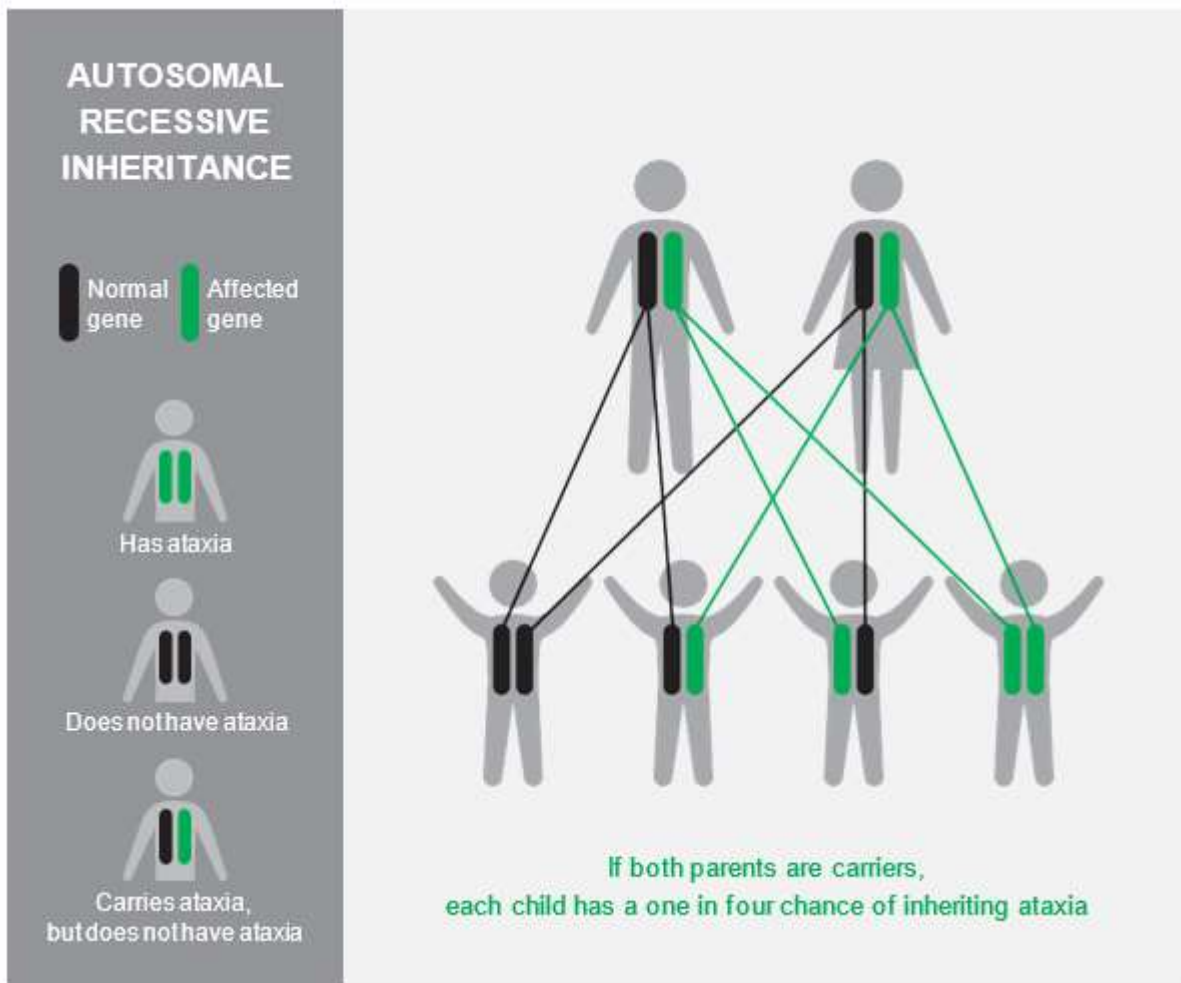 AUTOSOMAL
RECESSIVE
INHERITANCE
Normal
gene
Affected
gene
Has ataxia
Does not have ataxia
Carries ataxia,
but does not have ataxia
If both parents are carriers,
each child has a one in four chance of inheriting ataxia